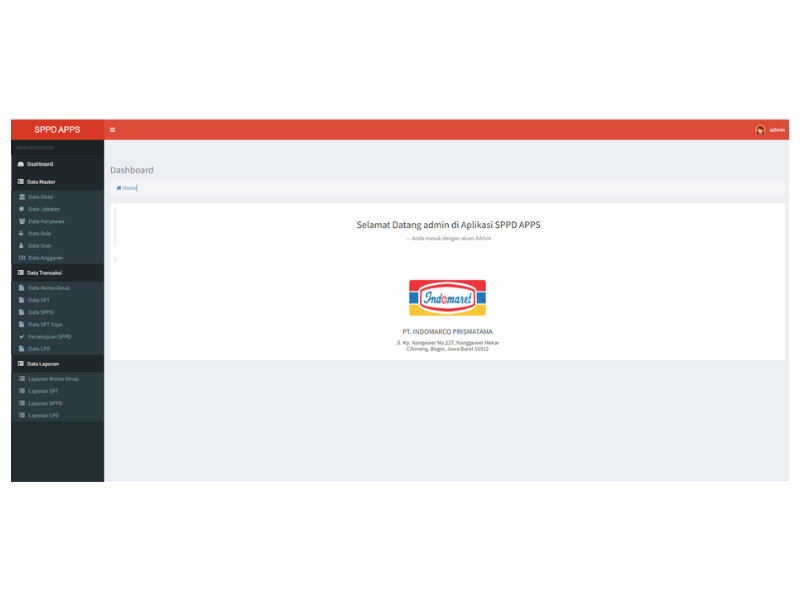 SPPD APPS
admin
MAIN NAVIGATION
Dashboard
Data Master
Data Divisi
Data Jabatan
Data Karyawan
Data Role
Data User
Data Anggaran
Data Transaksi
Data Memo Dinas
Data SPT
Data SPPD
Data SPT Saya
Persetujuan SPPD
Data LPD
Data Laporan
Laporan Memo Dinas
Laporan SPT
Laporan SPPD
Laporan LPD
Dashboard
Home
Selamat Datang admin di Aplikasi SPPD APPS
— Anda masuk dengan akses Admin
\
Indomaret
PT. INDOMARCO PRISMATAMA
Jl. Kp. Nangewer No.227, Nanggewer Mekar
Cibinong, Bogor, Jawa Barat 16912